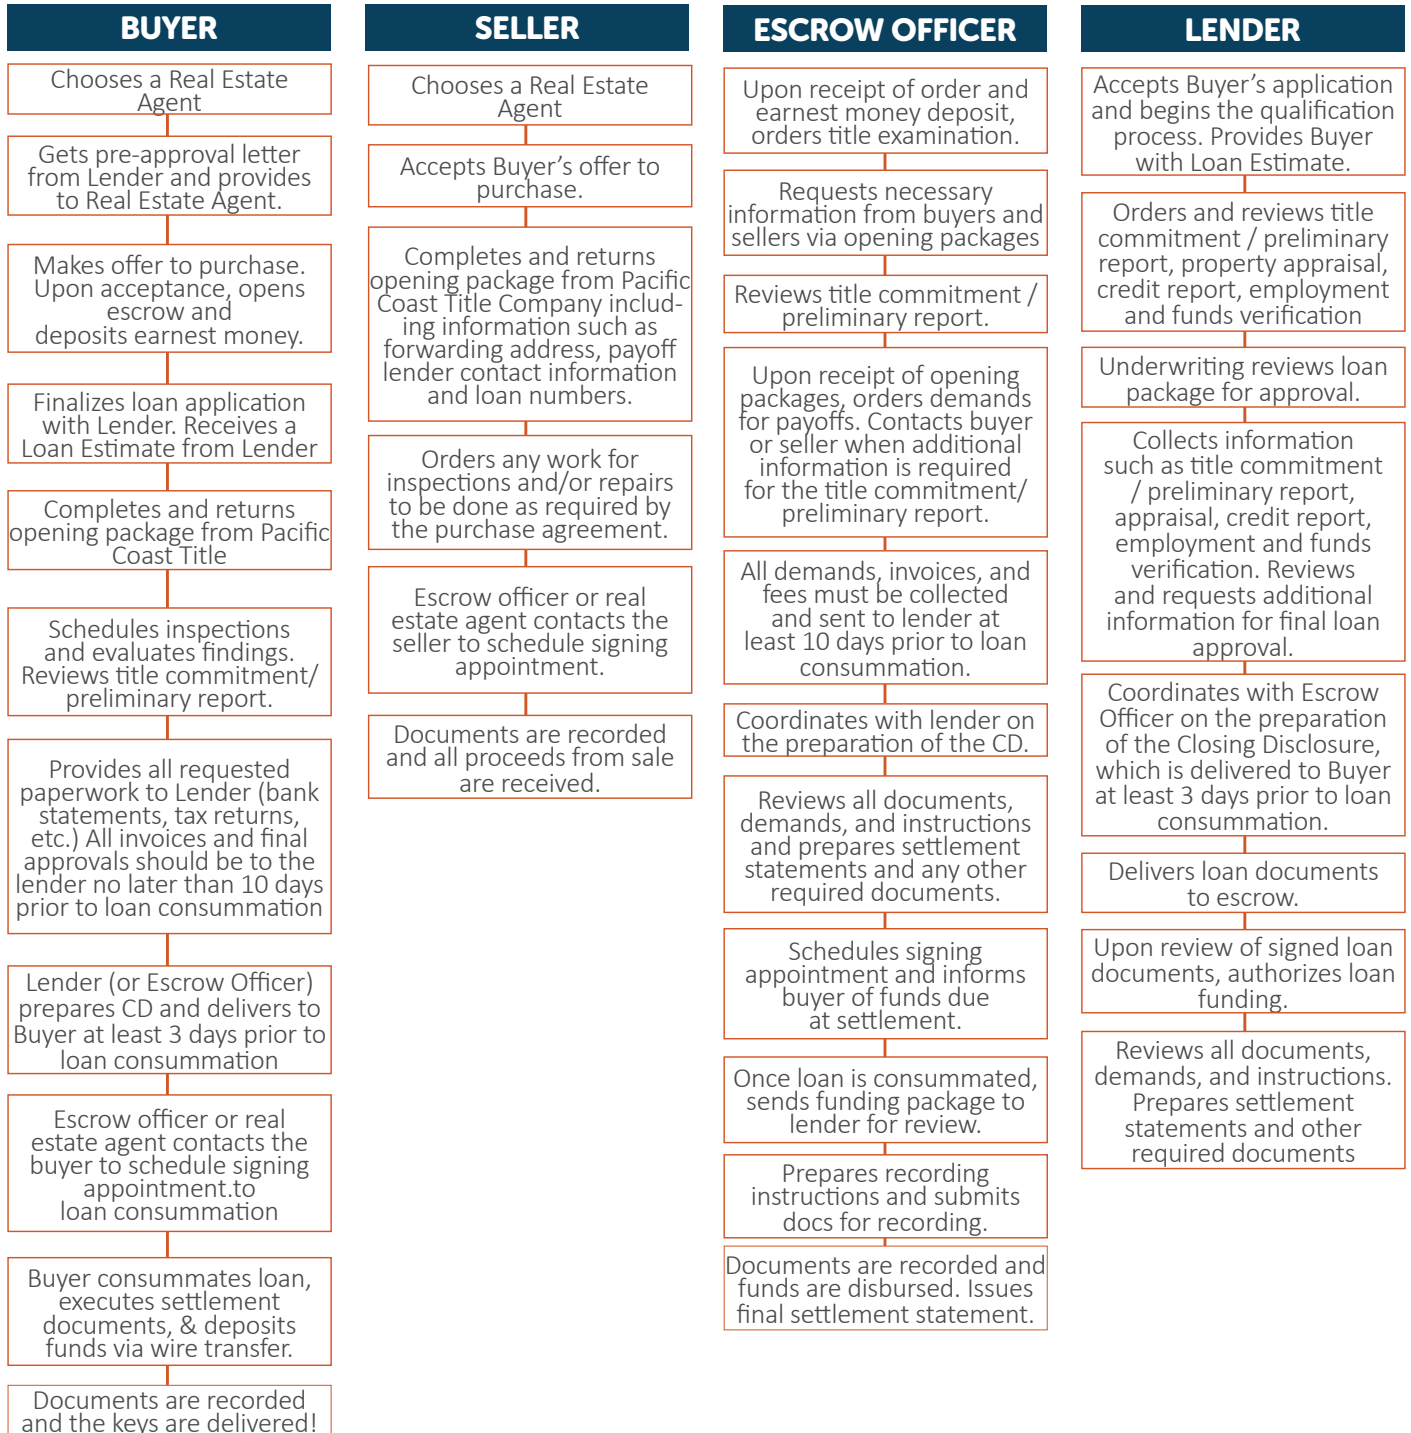 BUYER
Chooses a Real Estate
Agent
Gets pre-approval letter
from Lender and provides
to Real Estate Agent.
Makes offer to purchase.
Upon acceptance, opens
escrow and
deposits earnest money.
Finalizes loan application
with Lender. Receives a
Loan Estimate from Lender
Completes and returns
opening package from Pacific
Coast Title
Schedules inspections
and evaluates findings.
Reviews title commitment/
preliminary report.
Provides all requested
paperwork to Lender (bank
statements, tax returns,
etc.) All invoices and final
approvals should be to the
lender no later than 10 days
prior to loan consummation
Lender (or Escrow Officer)
prepares CD and delivers to
Buyer at least 3 days prior to
loan consummation
Escrow officer or real
estate agent contacts the
buyer to schedule signing
appointment.to
loan consummation
Buyer consummates loan,
executes settlement
documents, & deposits
funds via wire transfer.
Documents are recorded
and the keys are delivered!
SELLER
Chooses a Real Estate
Agent
Accepts Buyer’s offer to
purchase.
Completes and returns
opening package from Pacific
Coast Title Company includ-
ing information such as
forwarding address, payoff
lender contact information
and loan numbers.
Orders any work for
inspections and/or repairs
to be done as required by
the purchase agreement.
Escrow officer or real
estate agent contacts the
seller to schedule signing
appointment.
Documents are recorded
and all proceeds from sale
are received.
ESCROW OFFICER
Upon receipt of order and
earnest money deposit,
orders title examination.
Requests necessary
information from buyers and
sellers via opening packages
Reviews title commitment /
preliminary report.
Upon receipt of opening
packages, orders demands
for payoffs. Contacts buyer
or seller when additional
information is required
for the title commitment/
preliminary report.
All demands, invoices, and
fees must be collected
and sent to lender at
least 10 days prior to loan
consummation.
Coordinates with lender on
the preparation of the CD.
Reviews all documents,
demands, and instructions
and prepares settlement
statements and any other
required documents.
Schedules signing
appointment and informs
buyer of funds due
at settlement.
Once loan is consummated,
sends funding package to
lender for review.
Prepares recording
instructions and submits
docs for recording.
Documents are recorded and
funds are disbursed. Issues
final settlement statement.
LENDER
Accepts Buyer’s application
and begins the qualification
process. Provides Buyer
with Loan Estimate.
Orders and reviews title
commitment / preliminary
report, property appraisal,
credit report, employment
and funds verification
Underwriting reviews loan
package for approval.
Collects information
such as title commitment
/ preliminary report,
appraisal, credit report,
employment and funds
verification. Reviews
and requests additional
information for final loan
approval.
Coordinates with Escrow
Officer on the preparation
of the Closing Disclosure,
which is delivered to Buyer
at least 3 days prior to loan
consummation.
Delivers loan documents
to escrow.
Upon review of signed loan
documents, authorizes loan
funding.
Reviews all documents,
demands, and instructions.
Prepares settlement
statements and other
required documents